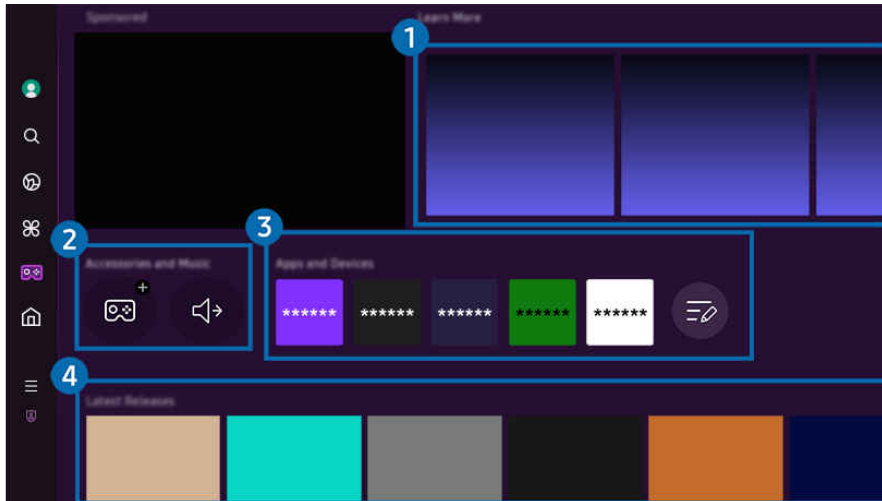 Sponsored
Learn More
1
2
3
Accessories and Music
Apps and Devices
****** ****** ****** ****** ******
4
Latest Releases